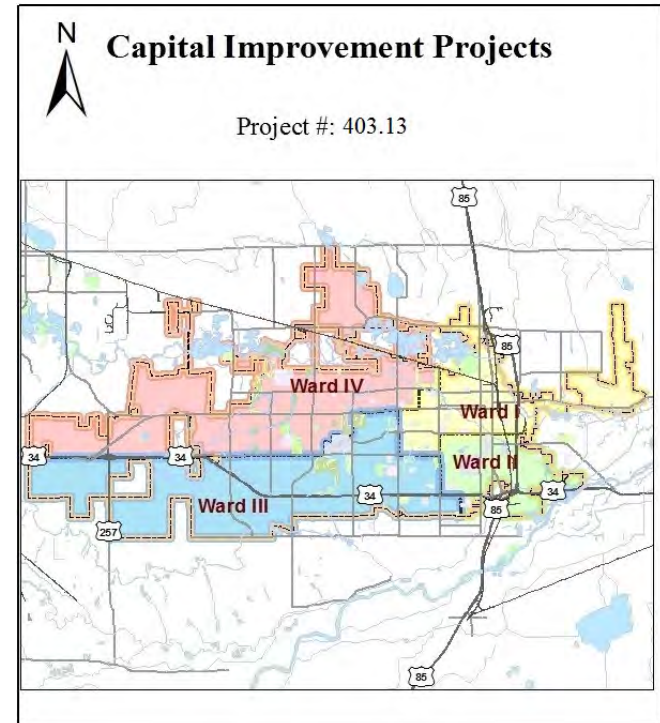 N
Capital Improvement Projects
Project #: 403.13
85
85
Ward IV
Ward I
34
34
Ward II
Ward III
34
34
85
257
85